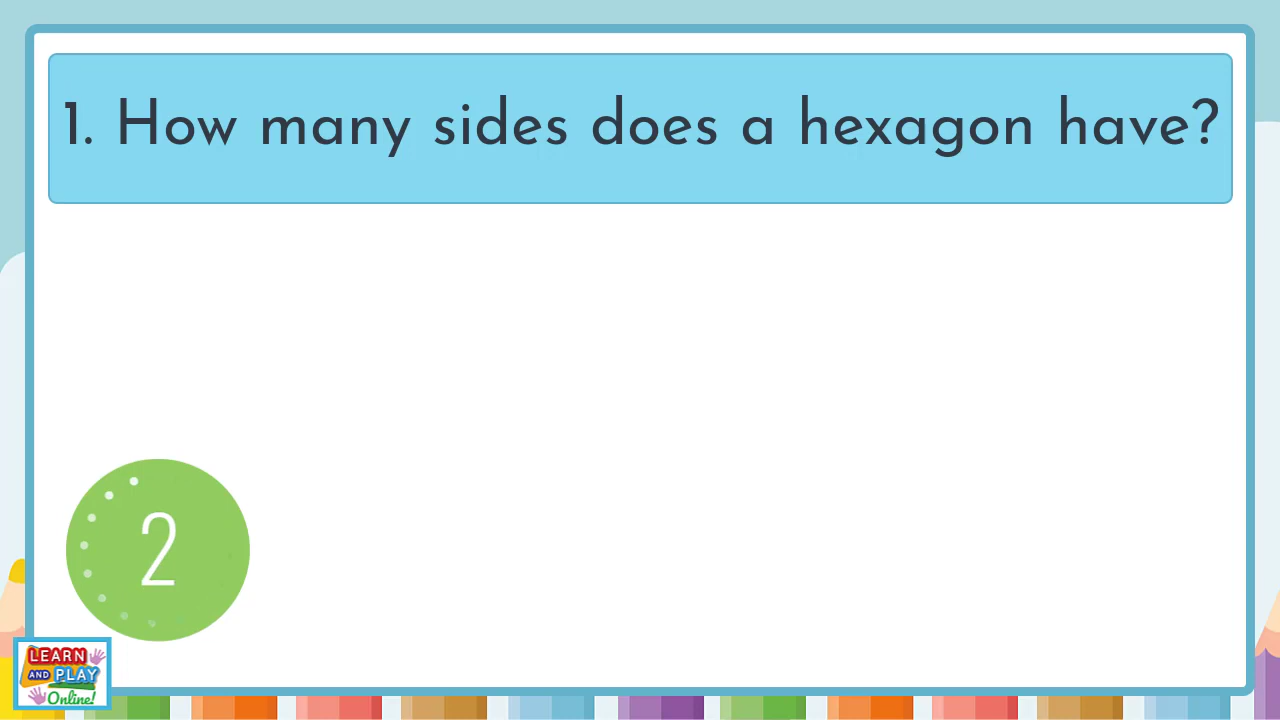 1. How many sides does a hexagon have?
2
LEARN
AND PLAY
Online!